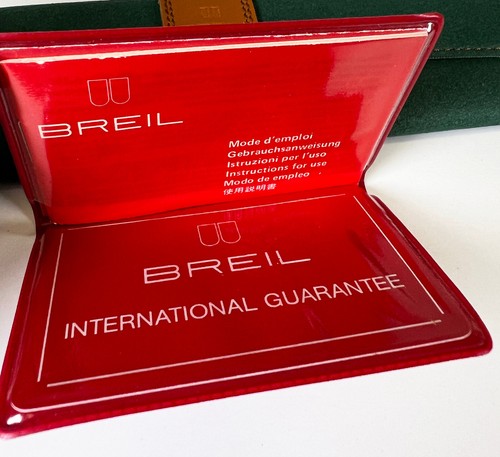 BREIL
Mode d'emploi
Gebrauchsanweisung
Istruzioni per l'uso
Instructions for use
Modo de empleo
使用説明書
BREIL
INTERNATIONAL GUARANTEE